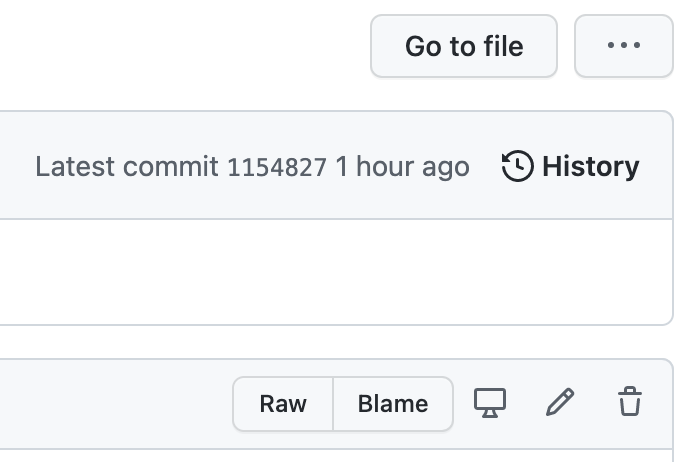 Go to file
Latest commit 1154827 1 hour ago History
Raw Blame